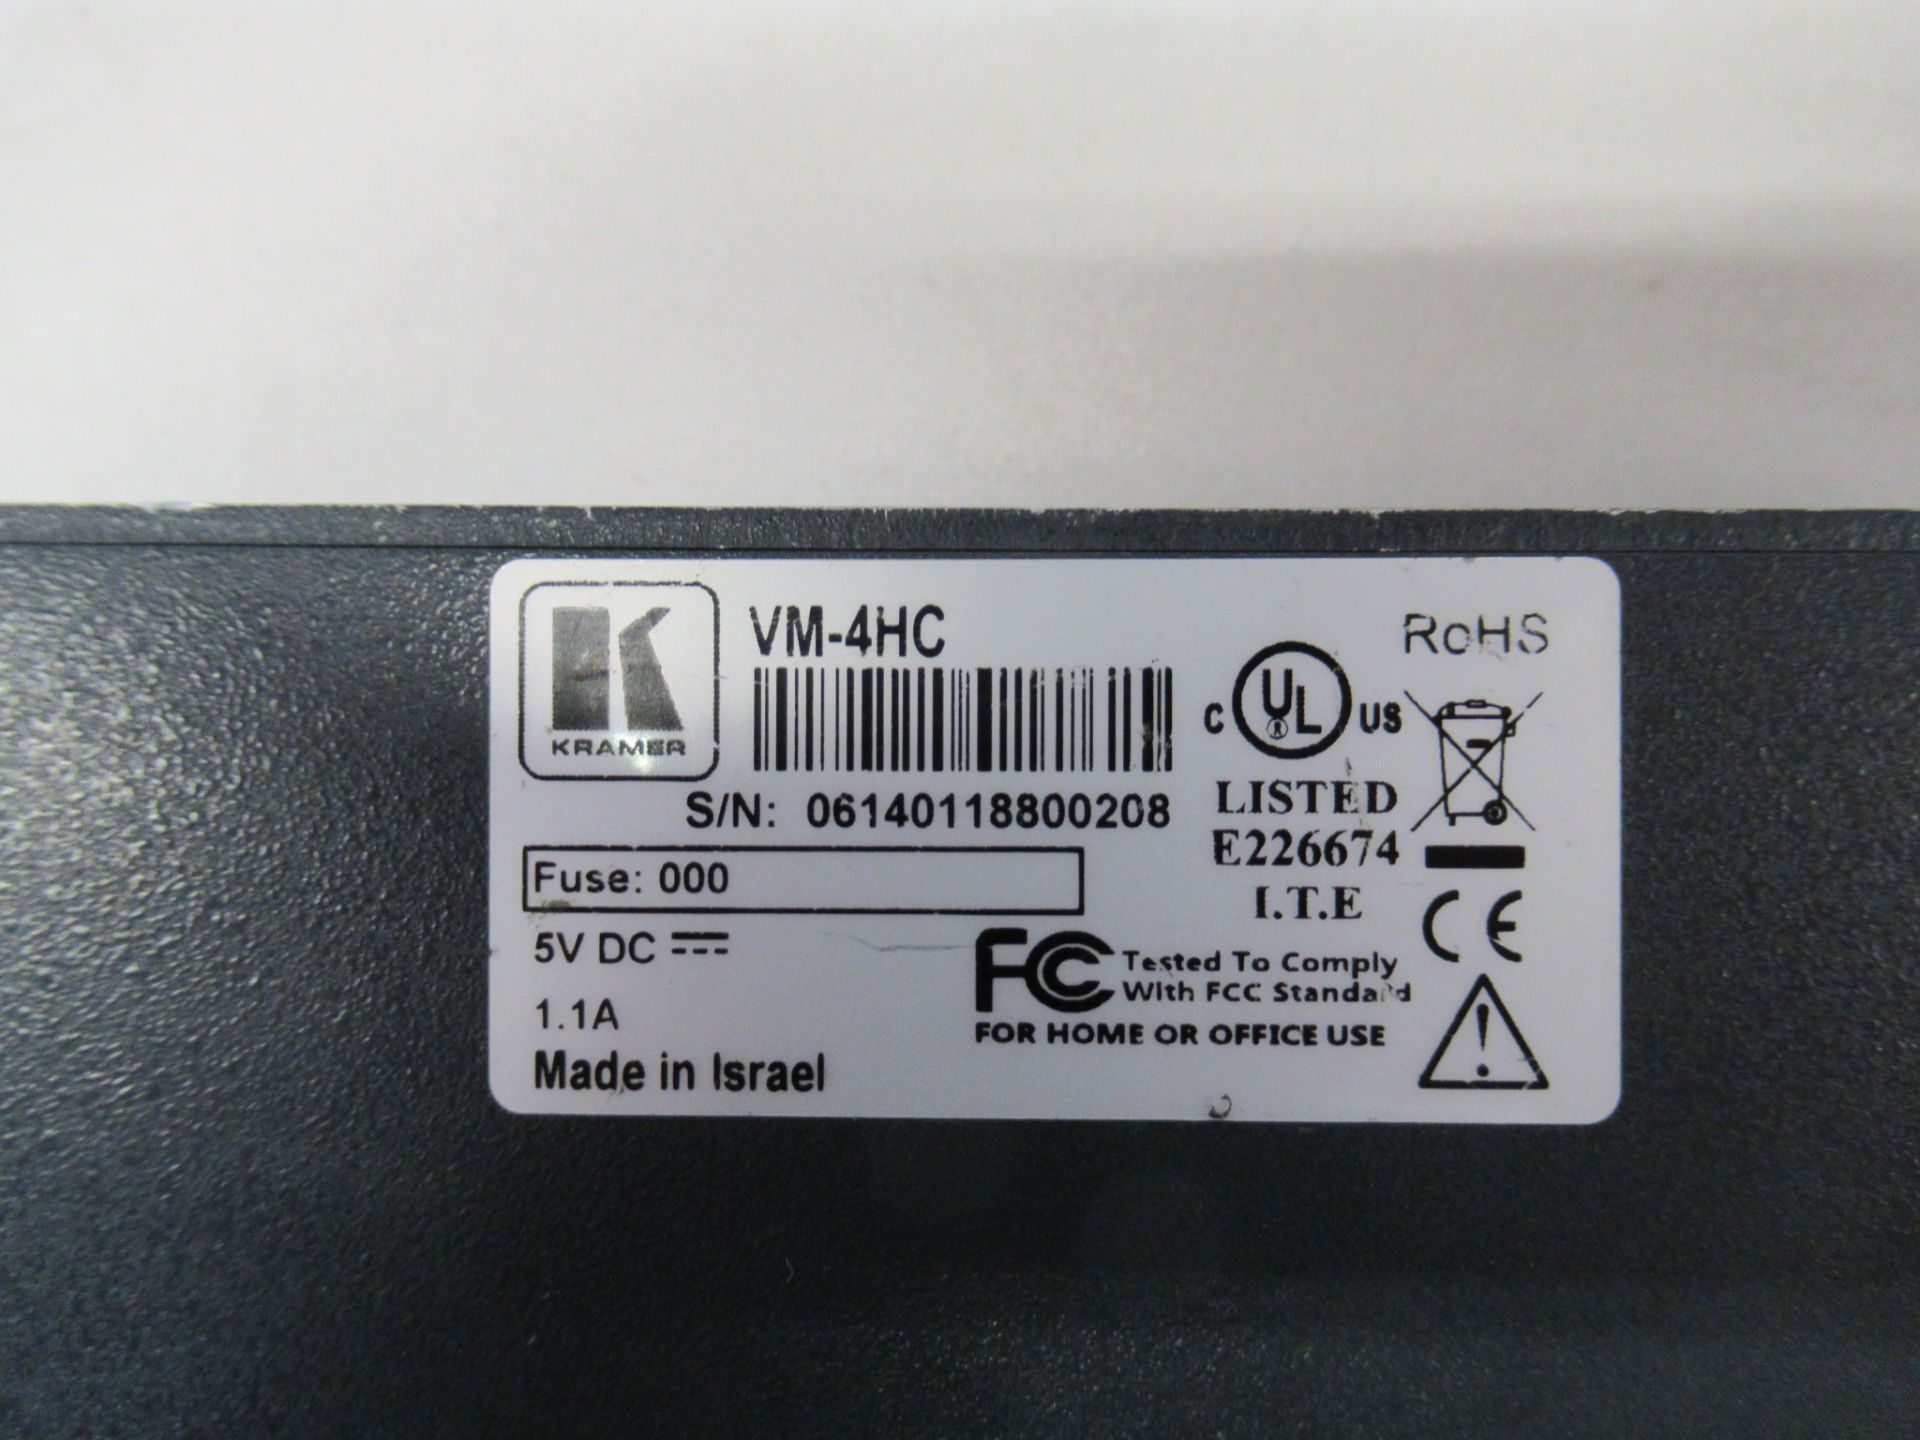 KRAMER
VM-4HC
S/N: 06140118800208
Fuse: 000
5V DC
1.1A
Made in Israel
C UL ® US
LISTED
E226674
I.T.E
FC Tested To Comply
With FCC Standard
FOR HOME OR OFFICE USE
RoHS
CE